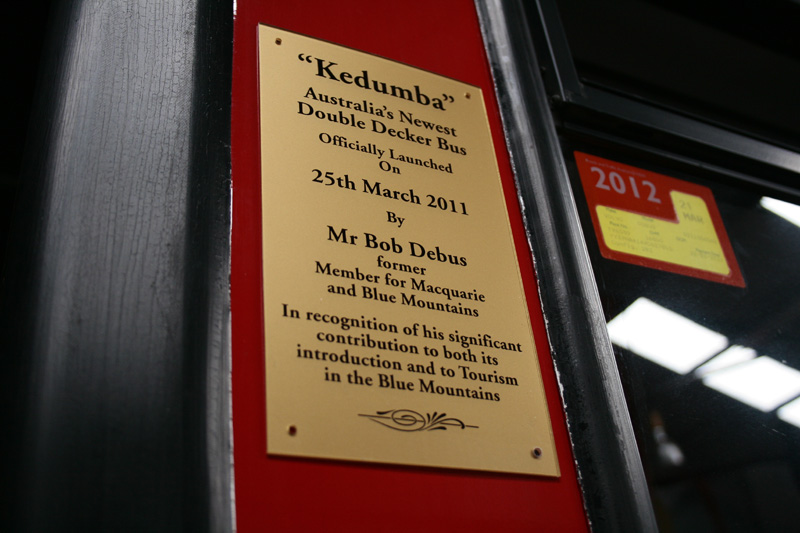 “Kedumba”
Australia's Newest
Double Decker Bus
Officially Launched
On
25th March 2011
By
Mr Bob Debus
former
Member for Macquarie
and Blue Mountains
In recognition of his significant
contribution to both its
introduction and to Tourism
in the Blue Mountains
2012
21
MAR